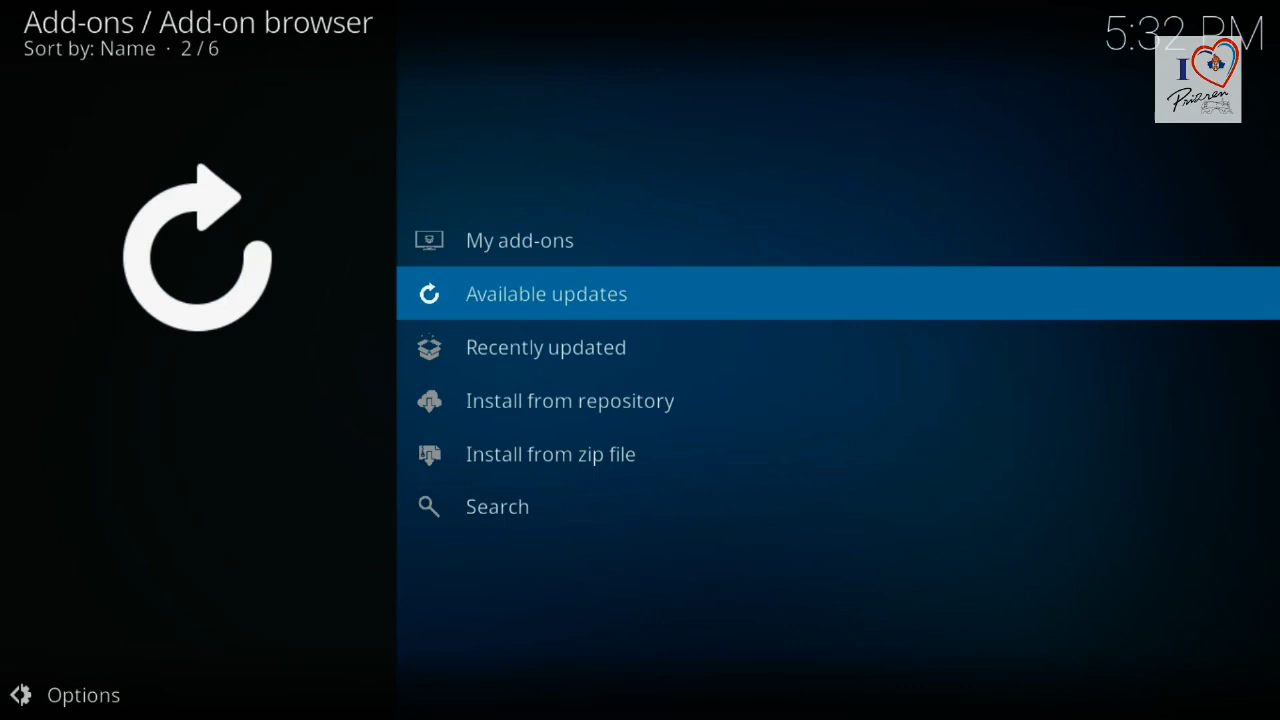 Add-ons / Add-on browser
Sort by: Name · 2 / 6
5:32 PM
I
Prizren
My add-ons
Available updates
Recently updated
Install from repository
Install from zip file
Search
Options